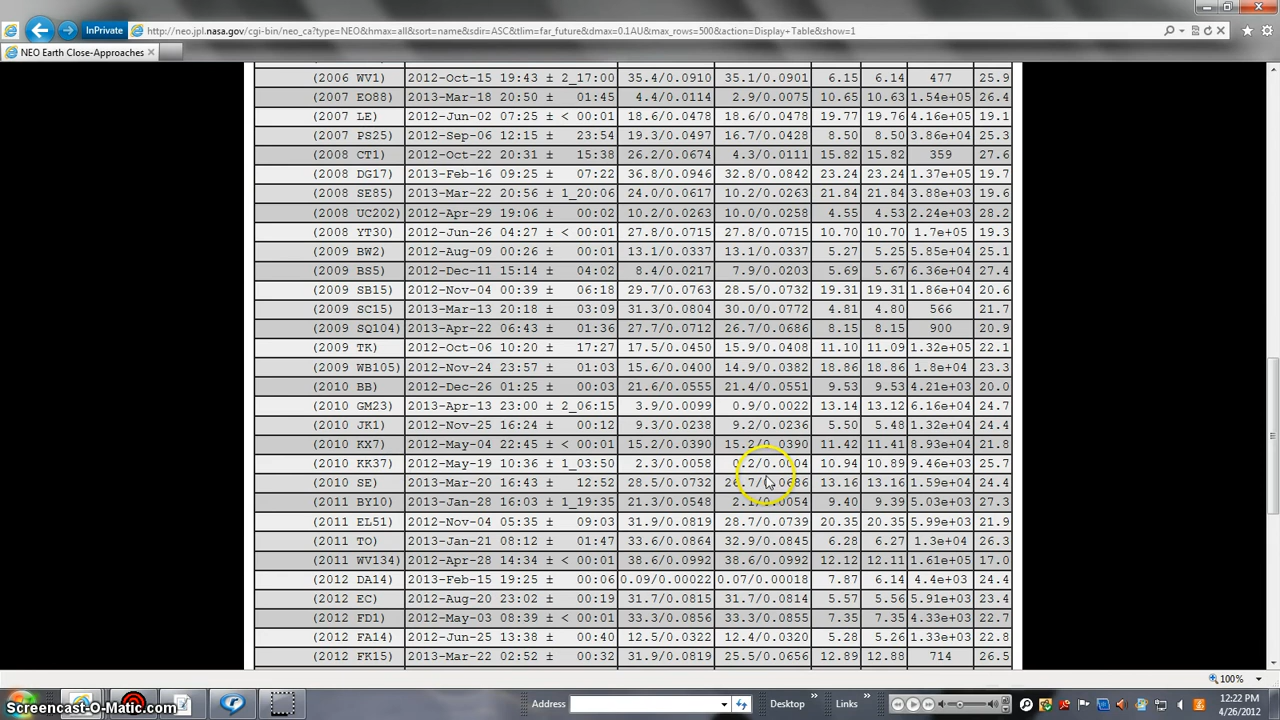 InPrivate
http://neo.jpl.nasa.gov/cgi-bin/neo_ca?type=NEO&hmax=all&sort=name&sdir=ASC&tlim=far_future&dmax=0.1AU&max_rows=500&action=Display+Table&show=1
NEO Earth Close-Approaches
(2006 WV1) 2012-Oct-15 19:43 ± 2_17:00 35.4/0.0910 35.1/0.0901 6.15 6.14 477 25.9
(2007 EO88) 2013-Mar-18 20:50 ± 01:45 4.4/0.0114 2.9/0.0075 10.65 10.63 1.54e+05 26.4
(2007 LE) 2012-Jun-02 07:25 ± < 00:01 18.6/0.0478 18.6/0.0478 19.77 19.76 4.16e+05 19.1
(2007 PS25) 2012-Sep-06 12:15 ± 23:54 19.3/0.0497 16.7/0.0428 8.50 8.50 3.86e+04 25.3
(2008 CT1) 2012-Oct-22 20:31 ± 15:38 26.2/0.0674 4.3/0.0111 15.82 15.82 359 27.6
(2008 DG17) 2013-Feb-16 09:25 ± 07:22 36.8/0.0946 32.8/0.0842 23.24 23.24 1.37e+05 19.7
(2008 SE85) 2013-Mar-22 20:56 ± 1_20:06 24.0/0.0617 10.2/0.0263 21.84 21.84 3.88e+03 19.6
(2008 UC202) 2012-Apr-29 19:06 ± 00:02 10.2/0.0263 10.0/0.0258 4.55 4.53 2.24e+03 28.2
(2008 YT30) 2012-Jun-26 04:27 ± < 00:01 27.8/0.0715 27.8/0.0715 10.70 10.70 1.7e+05 19.3
(2009 BW2) 2012-Aug-09 00:26 ± 00:01 13.1/0.0337 13.1/0.0337 5.27 5.25 5.85e+04 25.1
(2009 BS5) 2012-Dec-11 15:14 ± 04:02 8.4/0.0217 7.9/0.0203 5.69 5.67 6.36e+04 27.4
(2009 SB15) 2012-Nov-04 00:39 ± 06:18 29.7/0.0763 28.5/0.0732 19.31 19.31 1.86e+04 20.6
(2009 SC15) 2013-Mar-13 20:18 ± 03:09 31.3/0.0804 30.0/0.0772 4.81 4.80 566 21.7
(2009 SQ104) 2013-Apr-22 06:43 ± 01:36 27.7/0.0712 26.7/0.0686 8.15 8.15 900 20.9
(2009 TK) 2012-Oct-06 10:20 ± 17:27 17.5/0.0450 15.9/0.0408 11.10 11.09 1.32e+05 22.1
(2009 WB105) 2012-Nov-24 23:57 ± 01:03 15.6/0.0400 14.9/0.0382 18.86 18.86 1.8e+04 23.3
(2010 BB) 2012-Dec-26 01:25 ± 00:03 21.6/0.0555 21.4/0.0551 9.53 9.53 4.21e+03 20.0
(2010 GM23) 2013-Apr-13 23:00 ± 2_06:15 3.9/0.0099 0.9/0.0022 13.14 13.12 6.16e+04 24.7
(2010 JK1) 2012-Nov-25 16:24 ± 00:12 9.3/0.0238 9.2/0.0236 5.50 5.48 1.32e+04 24.4
(2010 KX7) 2012-May-04 22:45 ± < 00:01 15.2/0.0390 15.2/0.0390 11.42 11.41 8.93e+04 21.8
(2010 KK37) 2012-May-19 10:36 ± 1_03:50 2.3/0.0058 0.2/0.0004 10.94 10.89 9.46e+03 25.7
(2010 SE) 2013-Mar-20 16:43 ± 12:52 28.5/0.0732 26.7/0.0686 13.16 13.16 1.59e+04 24.4
(2011 BY10) 2013-Jan-28 16:03 ± 1_19:35 21.3/0.0548 2.1/0.0054 9.40 9.39 5.03e+03 27.3
(2011 EL51) 2012-Nov-04 05:35 ± 09:03 31.9/0.0819 28.7/0.0739 20.35 20.35 5.99e+03 21.9
(2011 TO) 2013-Jan-21 08:12 ± 01:47 33.6/0.0864 32.9/0.0845 6.28 6.27 1.3e+04 26.3
(2011 WV134) 2012-Apr-28 14:34 ± < 00:01 38.6/0.0992 38.6/0.0992 12.12 12.11 1.61e+05 17.0
(2012 DA14) 2013-Feb-15 19:25 ± 00:06 0.09/0.00022 0.07/0.00018 7.87 6.14 4.4e+03 24.4
(2012 EC) 2012-Aug-20 23:02 ± 00:19 31.7/0.0815 31.7/0.0814 5.57 5.56 5.91e+03 23.4
(2012 FD1) 2012-May-03 08:39 ± < 00:01 33.3/0.0856 33.3/0.0855 7.35 7.35 4.33e+03 22.7
(2012 FA14) 2012-Jun-25 13:38 ± 00:40 12.5/0.0322 12.4/0.0320 5.28 5.26 1.33e+03 22.8
(2012 FK15) 2013-Mar-22 02:52 ± 00:32 31.9/0.0819 25.5/0.0656 12.89 12.88 714 26.5
100%
Screencast-O-Matic.com
Address
Desktop
Links
12:22 PM
4/26/2012